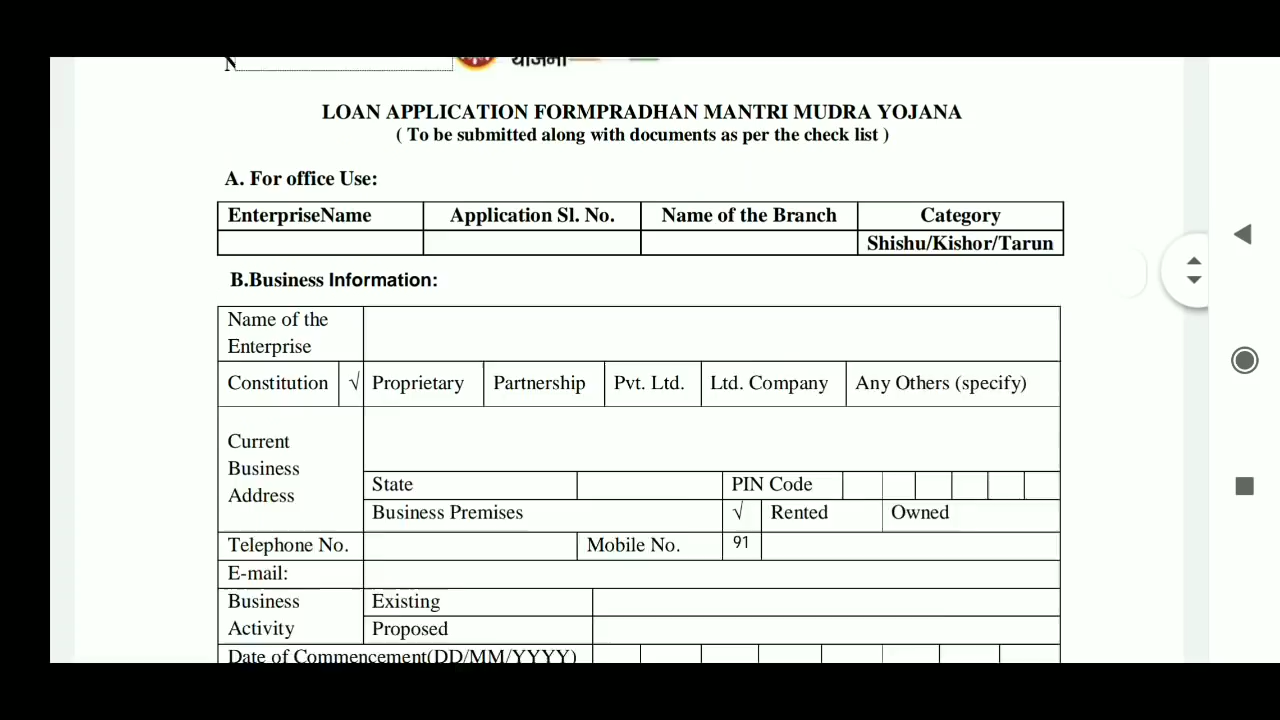 योजना
LOAN APPLICATION FORMPRADHAN MANTRI MUDRA YOJANA
( To be submitted along with documents as per the check list )
A. For office Use:
EnterpriseName Application Sl. No. Name of the Branch Category
Shishu/Kishor/Tarun
B.Business Information:
Name of the
Enterprise
Constitution √ Proprietary Partnership Pvt. Ltd. Ltd. Company Any Others (specify)
Current
Business
Address
State PIN Code
Business Premises √ Rented Owned
Telephone No. Mobile No. 91
E-mail:
Business
Activity
Existing
Proposed
Date of Commencement(DD/MM/YYYY)